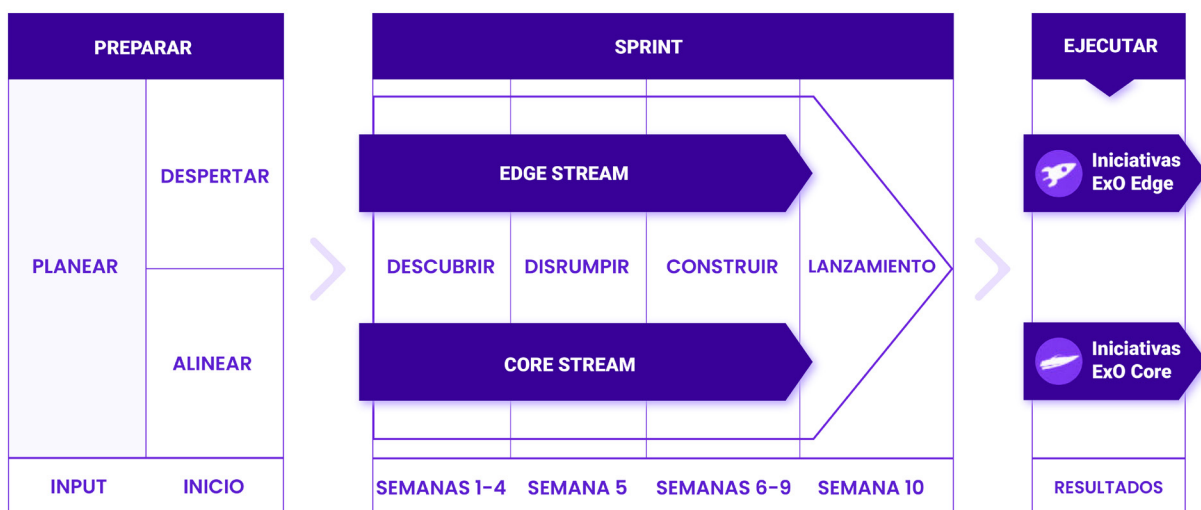 PREPARAR
SPRINT
EJECUTAR
PLANEAR
DESPERTAR
ALINEAR
INPUT
INICIO
EDGE STREAM
DESCUBRIR
DISRUMPIR
CONSTRUIR
LANZAMIENTO
CORE STREAM
SEMANAS 1-4
SEMANA 5
SEMANAS 6-9
SEMANA 10
Iniciativas
ExO Edge
Iniciativas
ExO Core
RESULTADOS